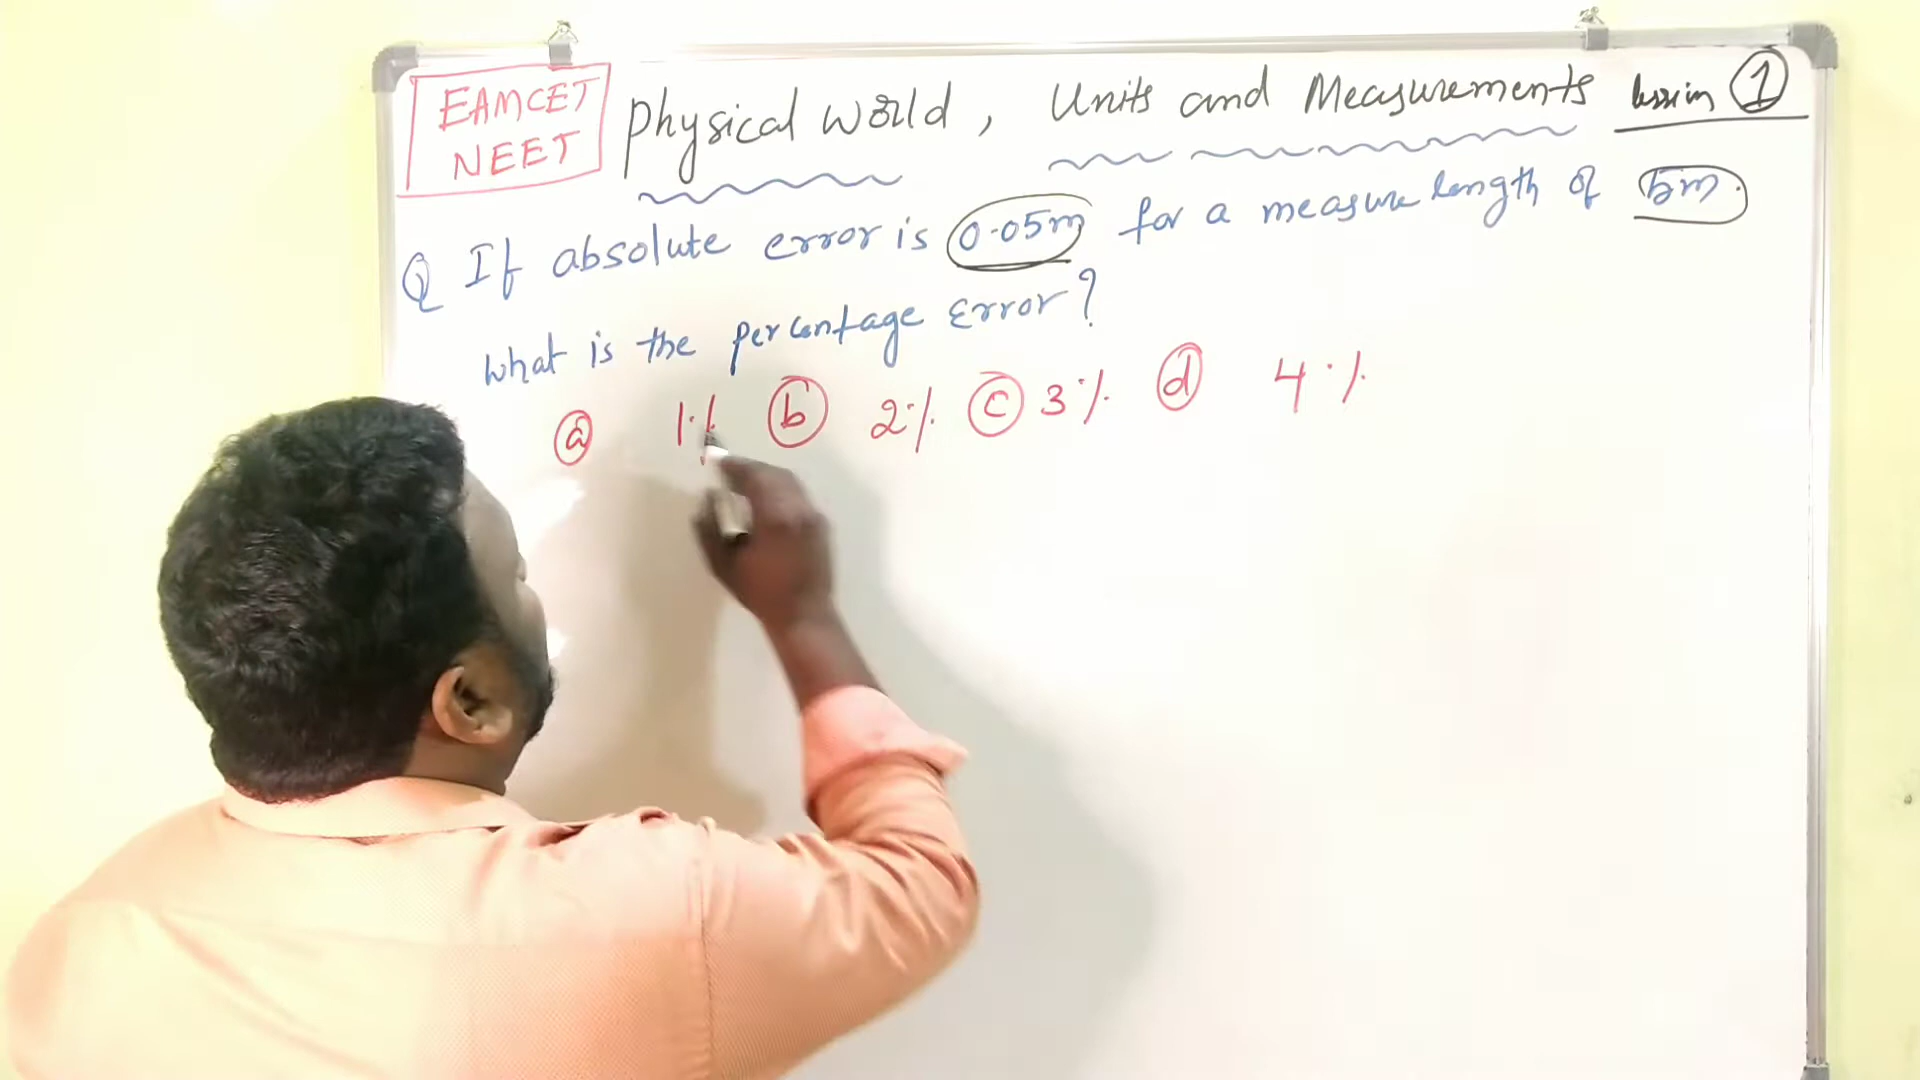 EAMCET
NEET
Physical World, Units and Measurements lesson 1
Q If absolute error is 0.05m for a measure length of 5m.
What is the percentage Error?
a 1% b 2% c 3% d 4%